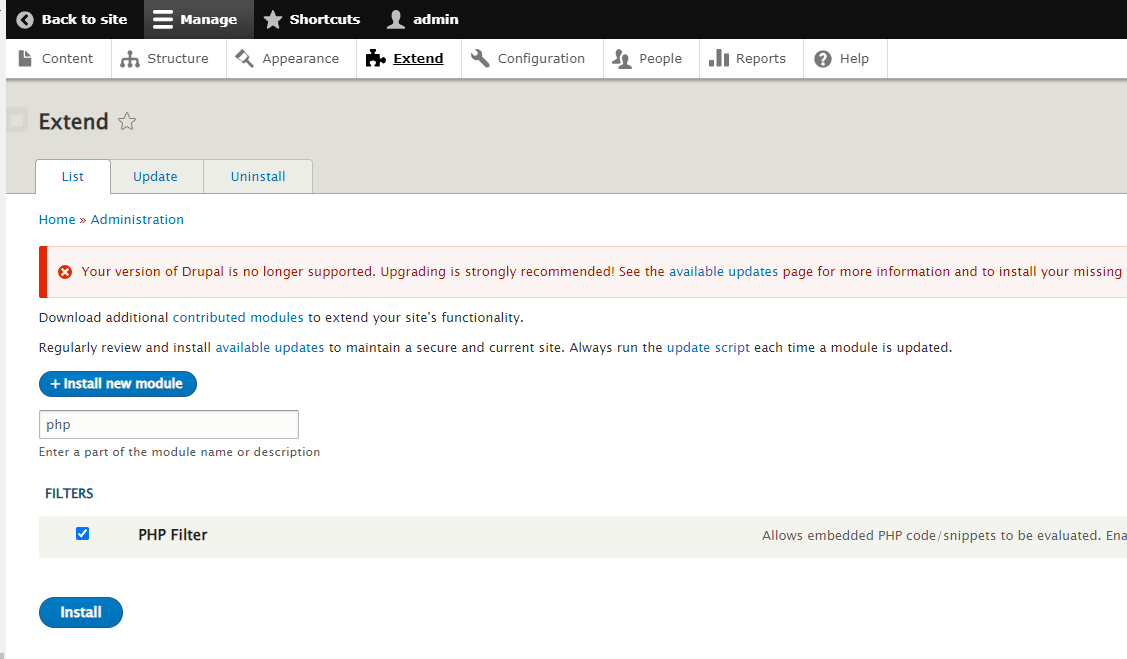 Back to site Manage Shortcuts admin
Content Structure Appearance Extend Configuration People Reports Help
Extend
List Update Uninstall
Home » Administration
Your version of Drupal is no longer supported. Upgrading is strongly recommended! See the available updates page for more information and to install your missing
Download additional contributed modules to extend your site's functionality.
Regularly review and install available updates to maintain a secure and current site. Always run the update script each time a module is updated.
+ Install new module
php
Enter a part of the module name or description
FILTERS
PHP Filter Allows embedded PHP code/snippets to be evaluated. Ena
Install